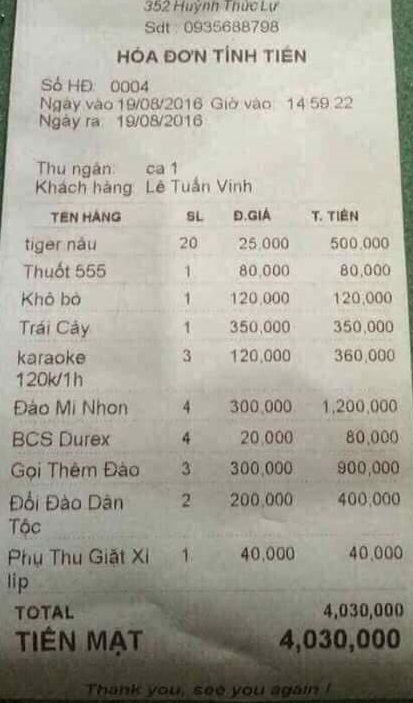 352 Huỳnh Thúc Lự
Sdt : 0935688798
HÓA ĐƠN TÍNH TIỀN
Số HĐ: 0004
Ngày vào 19/08/2016 Giờ vào 14 59 22
Ngày ra 19/08/2016
Thu ngân: ca 1
Khách hàng Lê Tuấn Vinh
TÊN HÀNG SL Đ.GIÁ T. TIỀN
tiger nâu 20 25,000 500,000
Thuốt 555 1 80,000 80,000
Khô bò 1 120,000 120,000
Trái Cây 1 350,000 350,000
karaoke 3 120,000 360,000
120k/1h
Đào Mi Nhon 4 300,000 1,200,000
BCS Durex 4 20,000 80,000
Gọi Thêm Đào 3 300,000 900,000
Đổi Đào Dân 2 200,000 400,000
Tộc
Phụ Thu Giặt Xi 1 40,000 40,000
lip
TOTAL 4,030,000
TIỀN MẶT 4,030,000
Thank you, see you again !